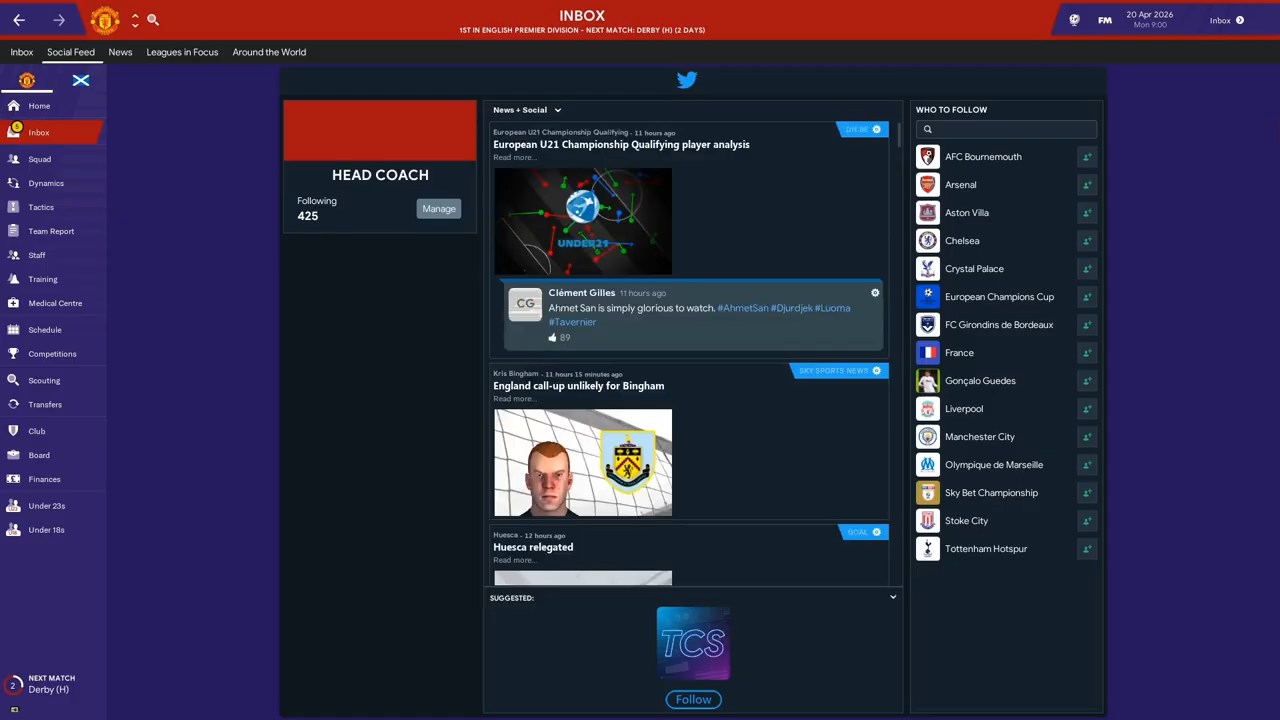 INBOX
1ST IN ENGLISH PREMIER DIVISION - NEXT MATCH: DERBY (H) (2 DAYS)
FM
20 Apr 2026
Mon 9:00
Inbox
Inbox
Social Feed
News
Leagues in Focus
Around the World
Home
5
Inbox
Squad
Dynamics
Tactics
Team Report
Staff
Training
Medical Centre
Schedule
Competitions
Scouting
Transfers
Club
Board
Finances
Under 23s
Under 18s
2
NEXT MATCH
Derby (H)
HEAD COACH
Following
425
Manage
News + Social
European U21 Championship Qualifying - 11 hours ago
European U21 Championship Qualifying player analysis
Read more...
UNDER21
CG
Clément Gilles 11 hours ago
Ahmet San is simply glorious to watch. #AhmetSan #Djurdjek #Luoma
#Tavernier
89
Kris Bingham - 11 hours 15 minutes ago
SKY SPORTS NEWS
England call-up unlikely for Bingham
Read more...
Huesca - 12 hours ago
GOAL
Huesca relegated
Read more...
SUGGESTED:
TCS
Follow
WHO TO FOLLOW
AFC Bournemouth
Arsenal
Aston Villa
Chelsea
Crystal Palace
European Champions Cup
FC Girondins de Bordeaux
France
Gonçalo Guedes
Liverpool
Manchester City
Olympique de Marseille
Sky Bet Championship
Stoke City
Tottenham Hotspur